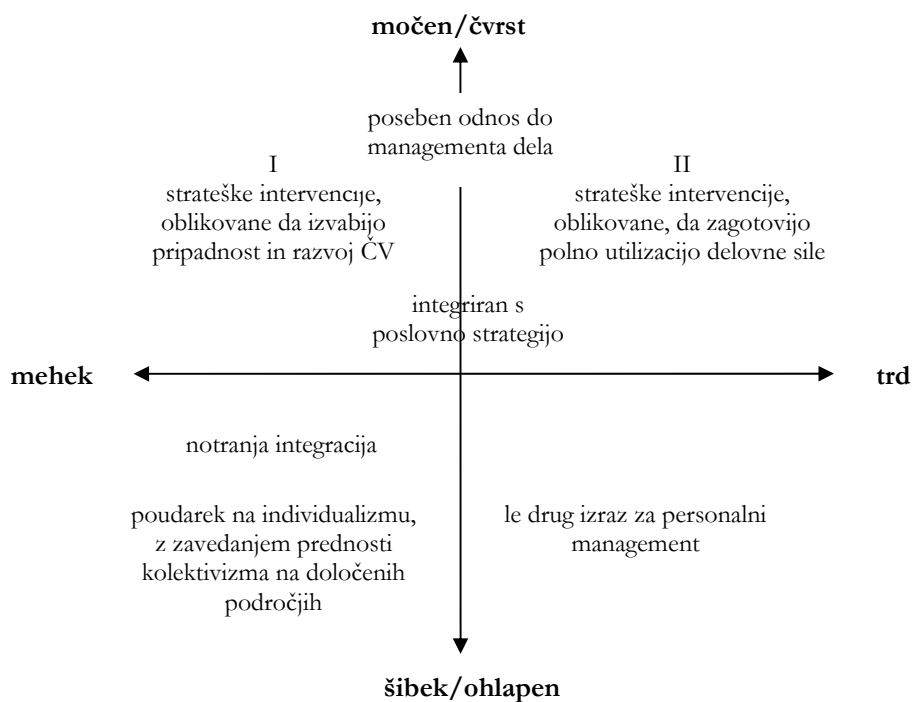 močen/čvrst
poseben odnos do
managementa dela
I
strateške intervencije,
oblikovane da izvabijo
pripadnost in razvoj ČV
II
strateške intervencije,
oblikovane, da zagotovijo
polno utilizacijo delovne sile
integriran s
poslovno strategijo
mehek
trd
notranja integracija
poudarek na individualizmu,
z zavedanjem prednosti
kolektivizma na določenih
področjih
le drug izraz za personalni
management
šibek/ohlapen